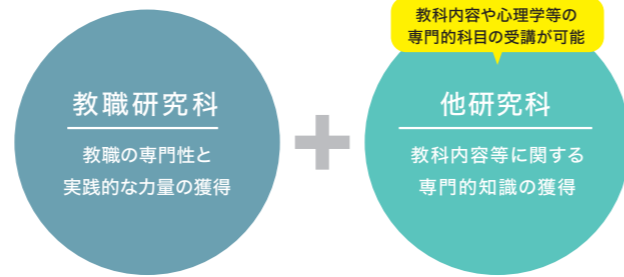 教科内容や心理学等の
専門的科目の受講が可能
教職研究科
教職の専門性と
実践的な力量の獲得
+
他研究科
教科内容等に関する
専門的知識の獲得